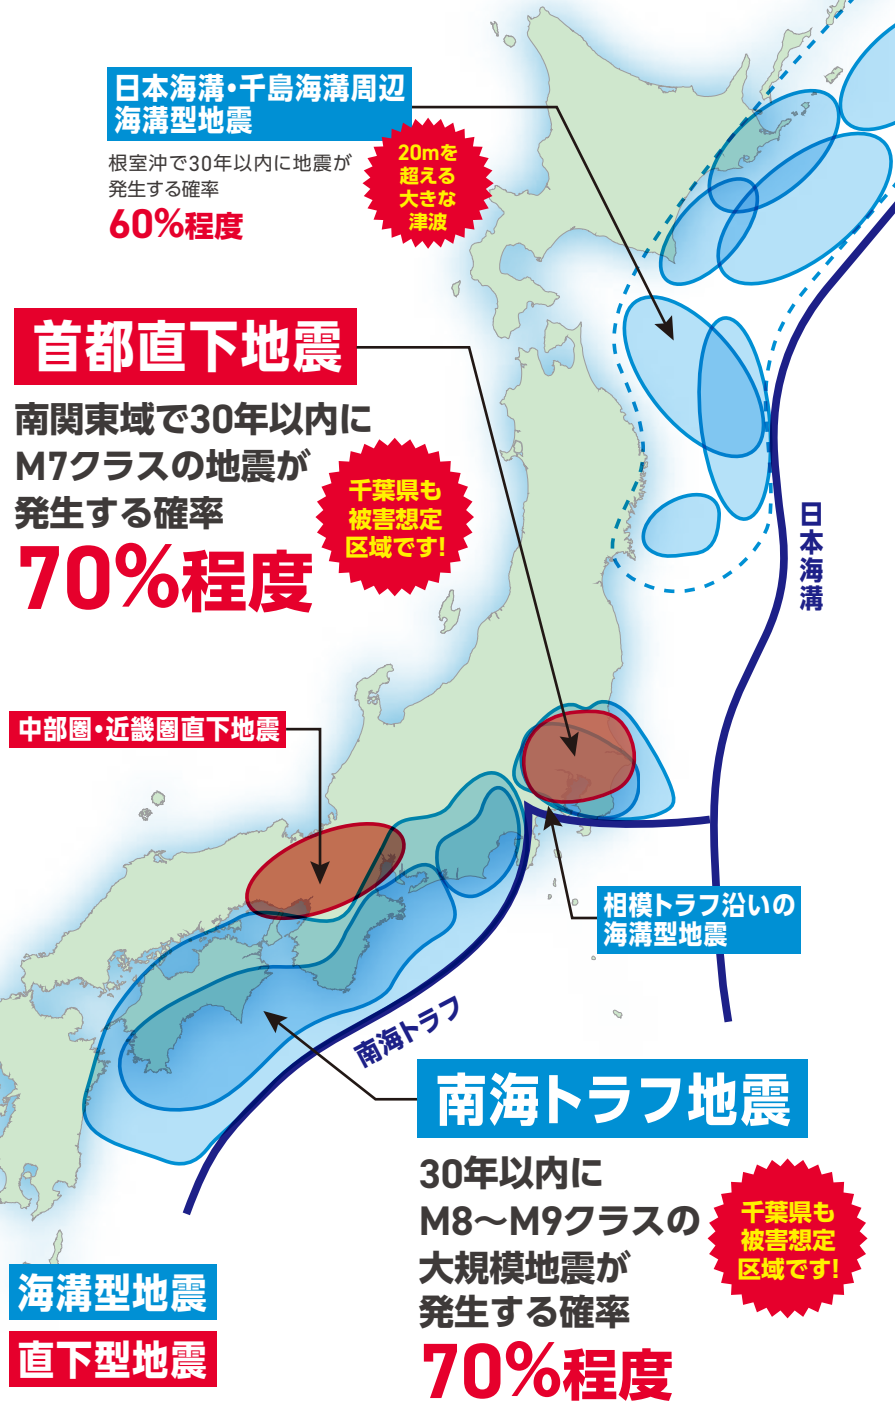 日本海溝・千島海溝周辺
海溝型地震
根室沖で30年以内に地震が
発生する確率
60%程度
20mを
超える
大きな
津波
首都直下地震
南関東域で30年以内に
M7クラスの地震が
発生する確率
70%程度
千葉県も
被害想定
区域です!
日本海溝
中部圏・近畿圏直下地震
相模トラフ沿いの
海溝型地震
南海トラフ
南海トラフ地震
30年以内に
M8～M9クラスの
大規模地震が
発生する確率
70%程度
千葉県も
被害想定
区域です!
海溝型地震
直下型地震